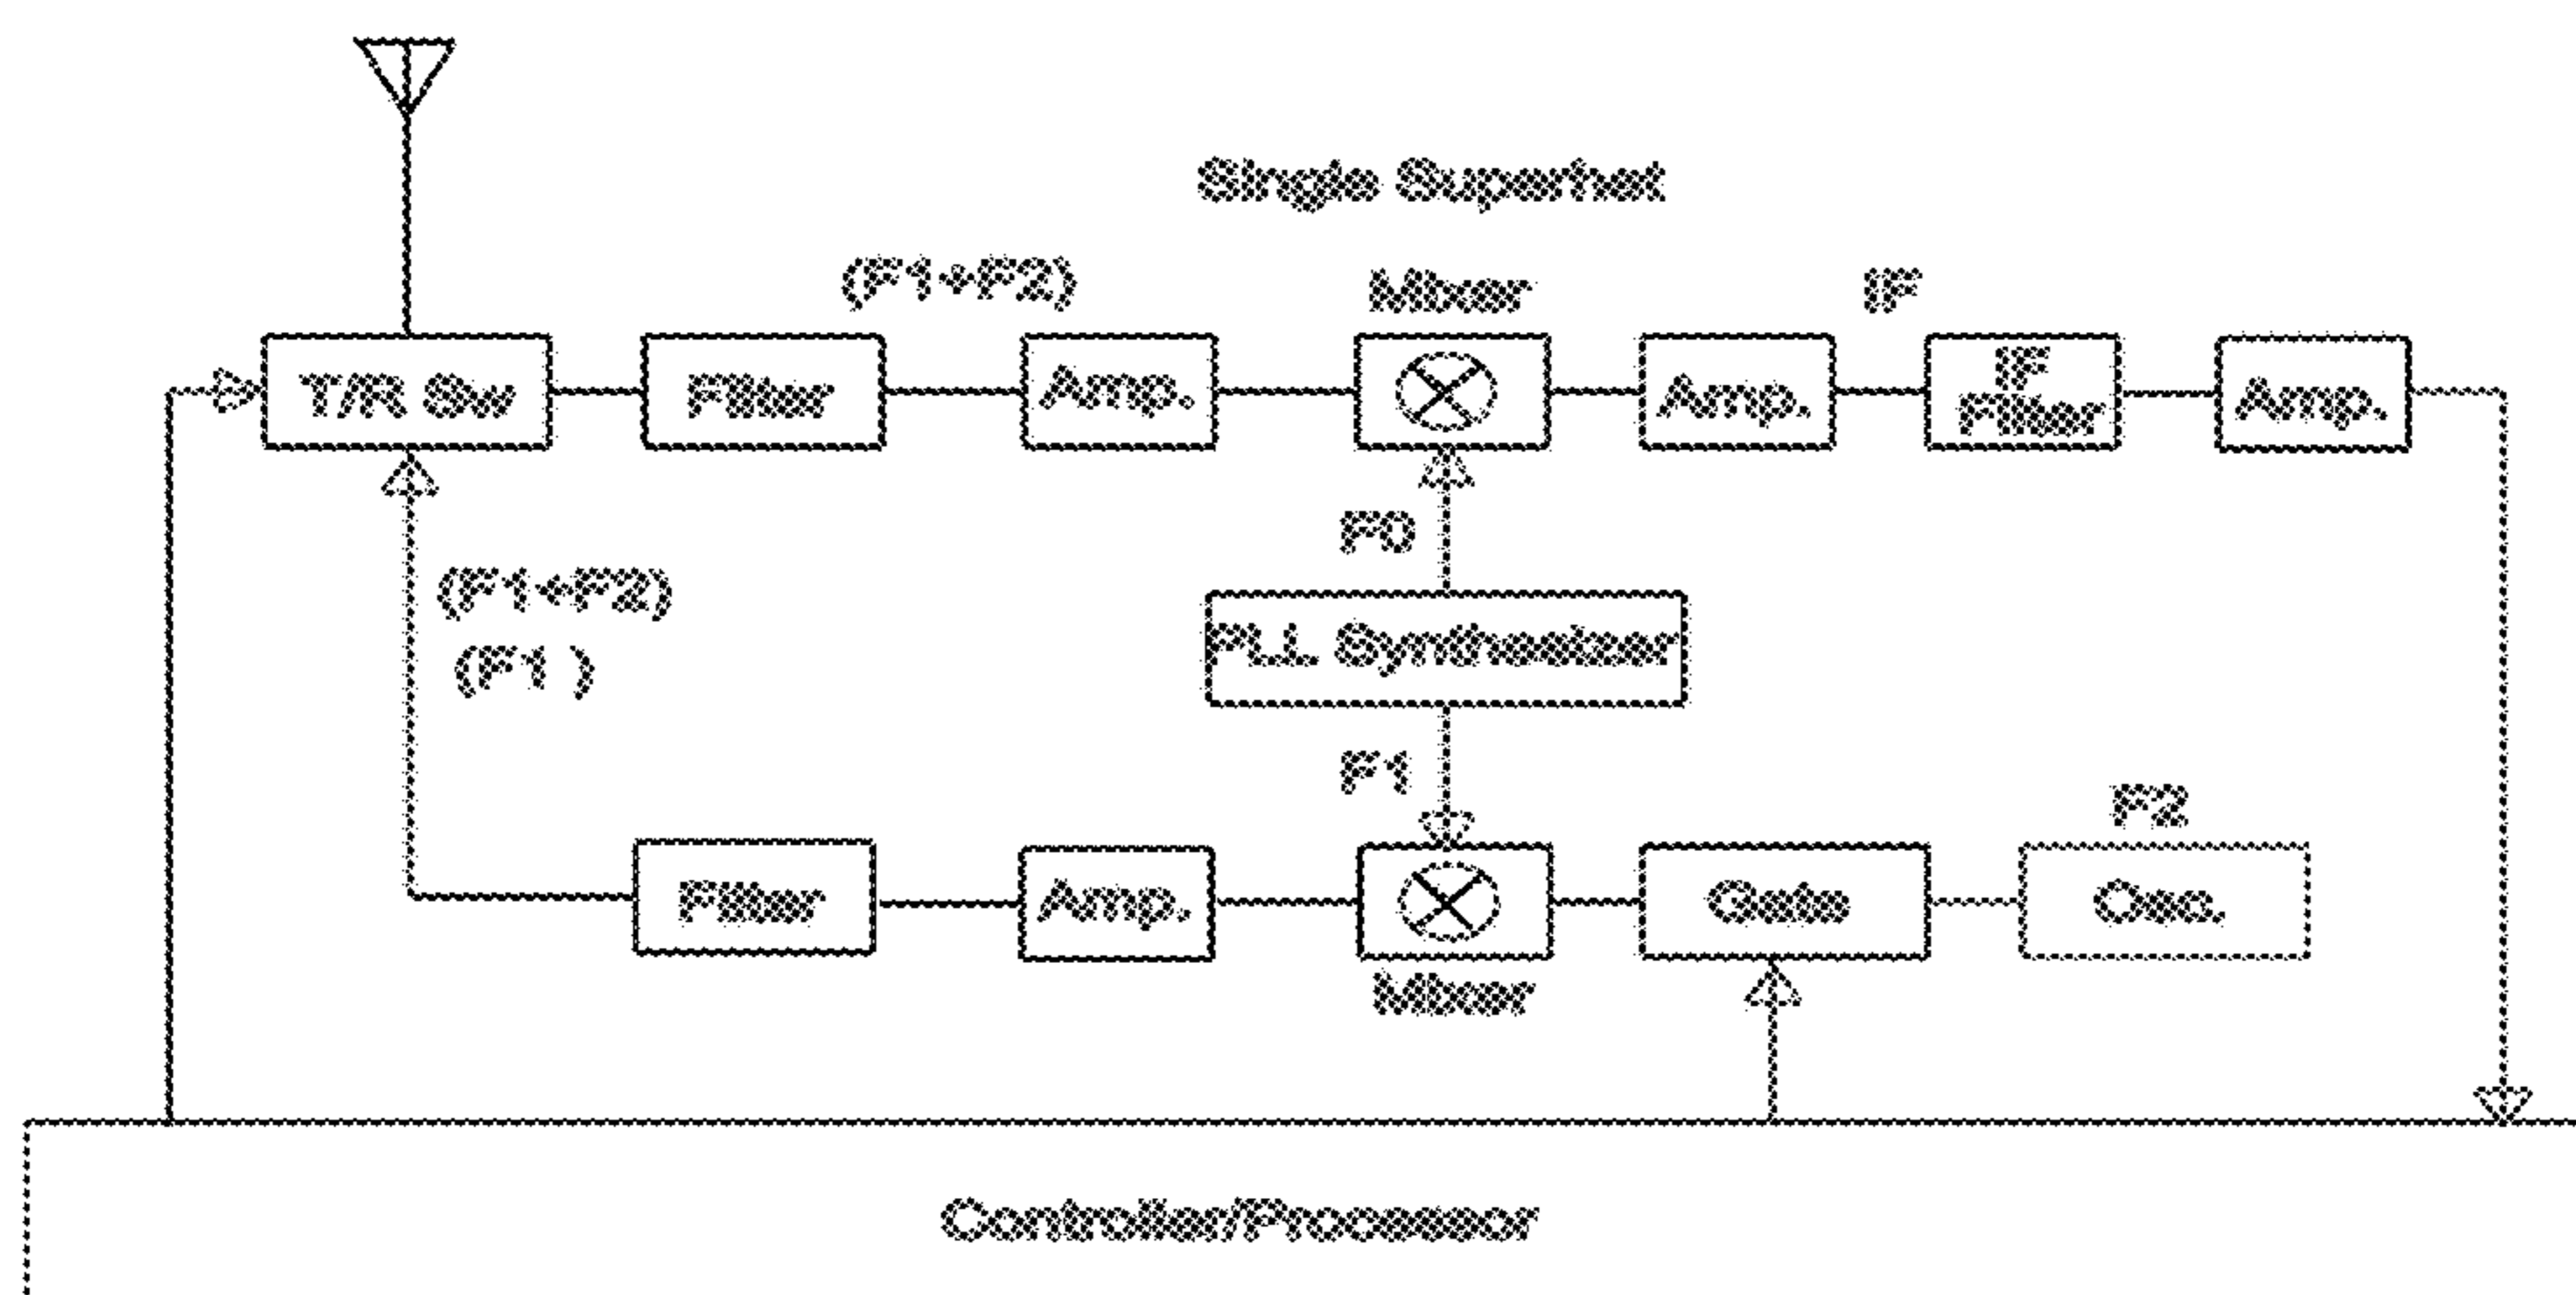 Single Superhet
(F1+F2)
Mixer
IF
T/R Sw
Filter
Amp.
Amp.
IF
Filter
Amp.
F0
(F1+F2)
(F1 )
PLL Synthesizer
F1
F2
Filter
Amp.
Gate
Osc.
Mixer
Controller/Processor